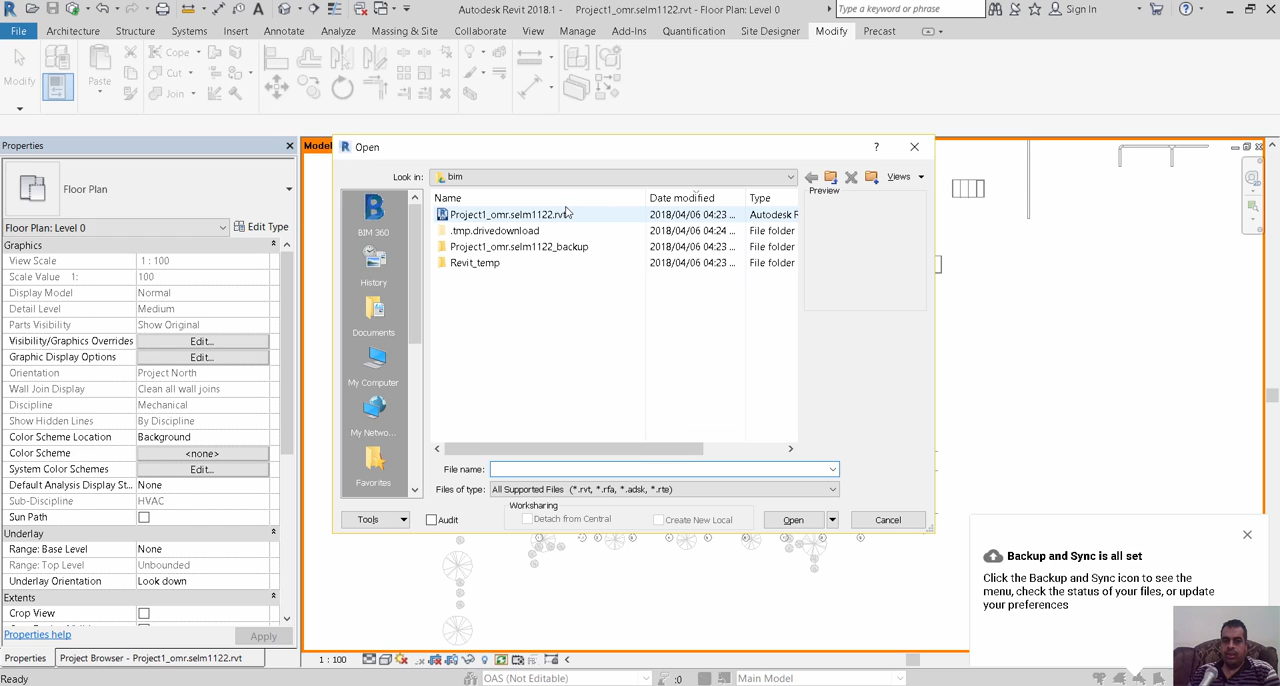 Autodesk Revit 2018.1 - Project1_omr.selm1122.rvt - Floor Plan: Level 0
Type a keyword or phrase
Sign In
File Architecture Structure Systems Insert Annotate Analyze Massing & Site Collaborate View Manage Add-Ins Quantification Site Designer Modify Precast
Modify
Paste
Cope
Cut
Join
Properties
Floor Plan
Floor Plan: Level 0
Edit Type
Graphics
View Scale 1 : 100
Scale Value 1: 100
Display Model Normal
Detail Level Medium
Parts Visibility Show Original
Visibility/Graphics Overrides Edit...
Graphic Display Options Edit...
Orientation Project North
Wall Join Display Clean all wall joins
Discipline Mechanical
Show Hidden Lines By Discipline
Color Scheme Location Background
Color Scheme <none>
System Color Schemes Edit...
Default Analysis Display St... None
Sub-Discipline HVAC
Sun Path
Underlay
Range: Base Level None
Range: Top Level Unbounded
Underlay Orientation Look down
Extents
Crop View
Properties help
Apply
Properties Project Browser - Project1_omr.selm1122.rvt
Ready
Model
Open
Look in: bim
Views
Preview
Name Date modified Type
Project1_omr.selm1122.rvt 2018/04/06 04:23 ... Autodesk R
.tmp.drivedownload 2018/04/06 04:24 ... File folder
Project1_omr.selm1122_backup 2018/04/06 04:23 ... File folder
Revit_temp 2018/04/06 04:23 ... File folder
BIM 360
History
Documents
My Computer
My Netwo...
Favorites
File name:
Files of type: All Supported Files (*.rvt, *.rfa, *.adsk, *.rte)
Worksharing
Tools
Audit
Detach from Central
Create New Local
Open
Cancel
Backup and Sync is all set
Click the Backup and Sync icon to see the
menu, check the status of your files, or update
your preferences
1 : 100
OAS (Not Editable)
:0
Main Model